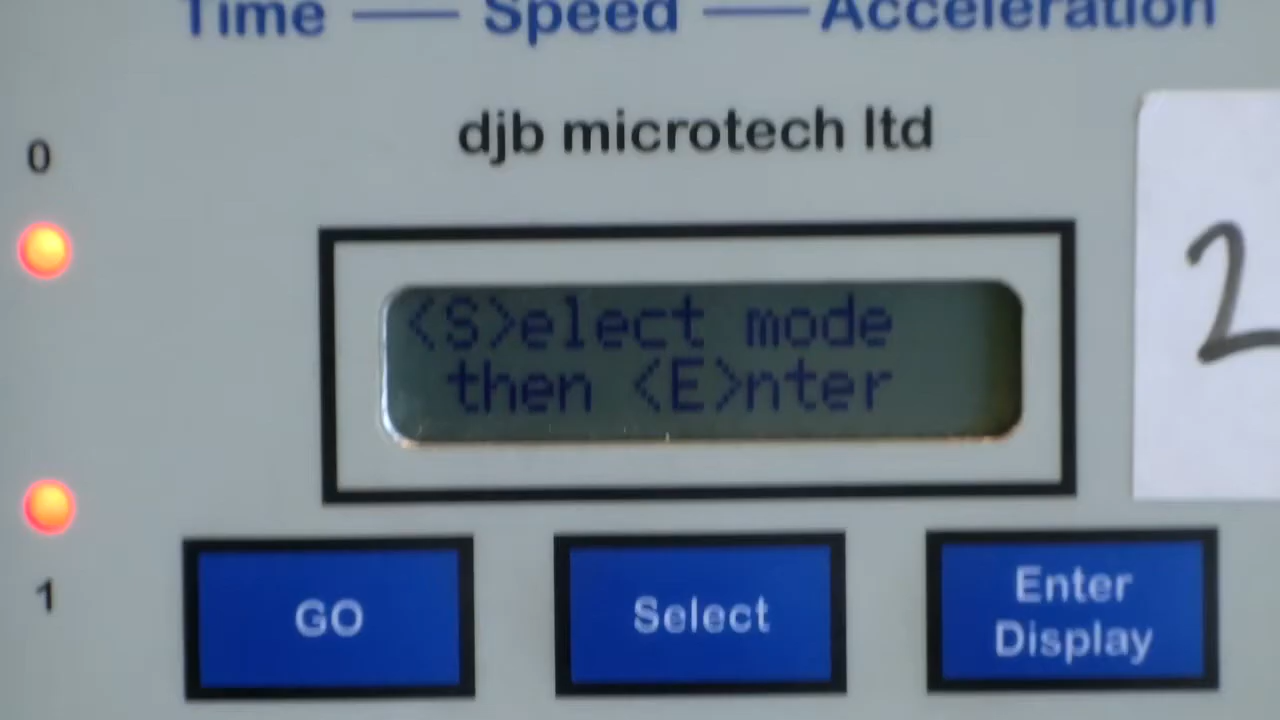 Time — Speed — Acceleration
djb microtech ltd
0
2
<S>elect mode
then <E>nter
1
GO
Select
Enter
Display